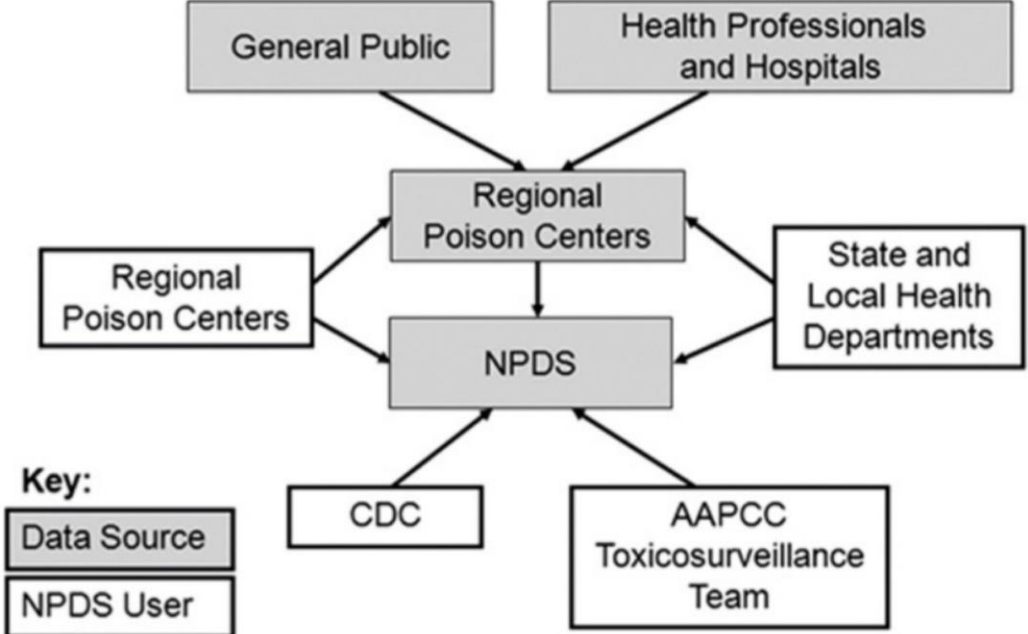 General Public
Health Professionals
and Hospitals
Regional
Poison Centers
Regional
Poison Centers
State and
Local Health
Departments
NPDS
CDC
AAPCC
Toxicosurveillance
Team
Key:
Data Source
NPDS User